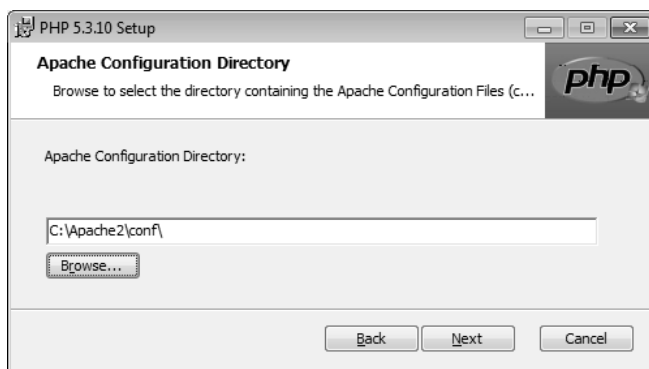 PHP 5.3.10 Setup
Apache Configuration Directory
Browse to select the directory containing the Apache Configuration Files (c...
php
Apache Configuration Directory:
C:\Apache2\conf\
Browse...
Back Next Cancel